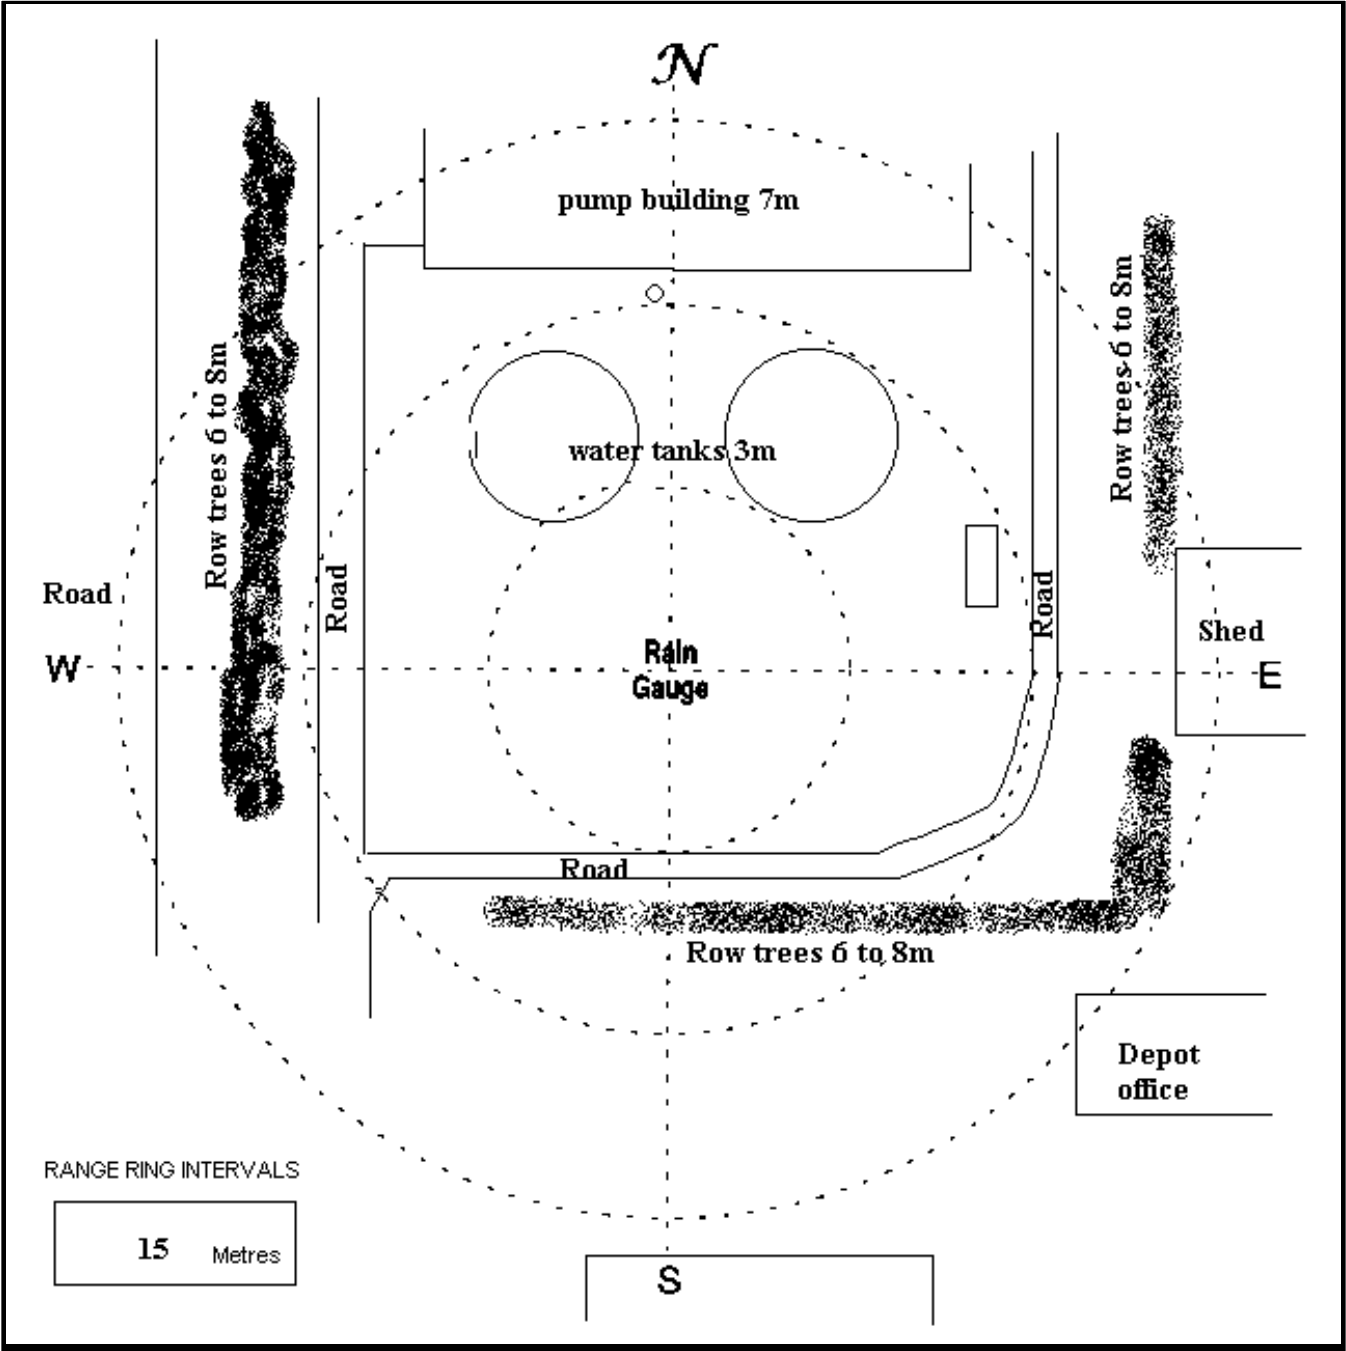 N
pump building 7m
Row trees 6 to 8m
Row trees 6 to 8m
water tanks 3m
Road
Road
Road
Shed
W
Rain
Gauge
E
Road
Row trees 6 to 8m
Depot
office
RANGE RING INTERVALS
15 Metres
S